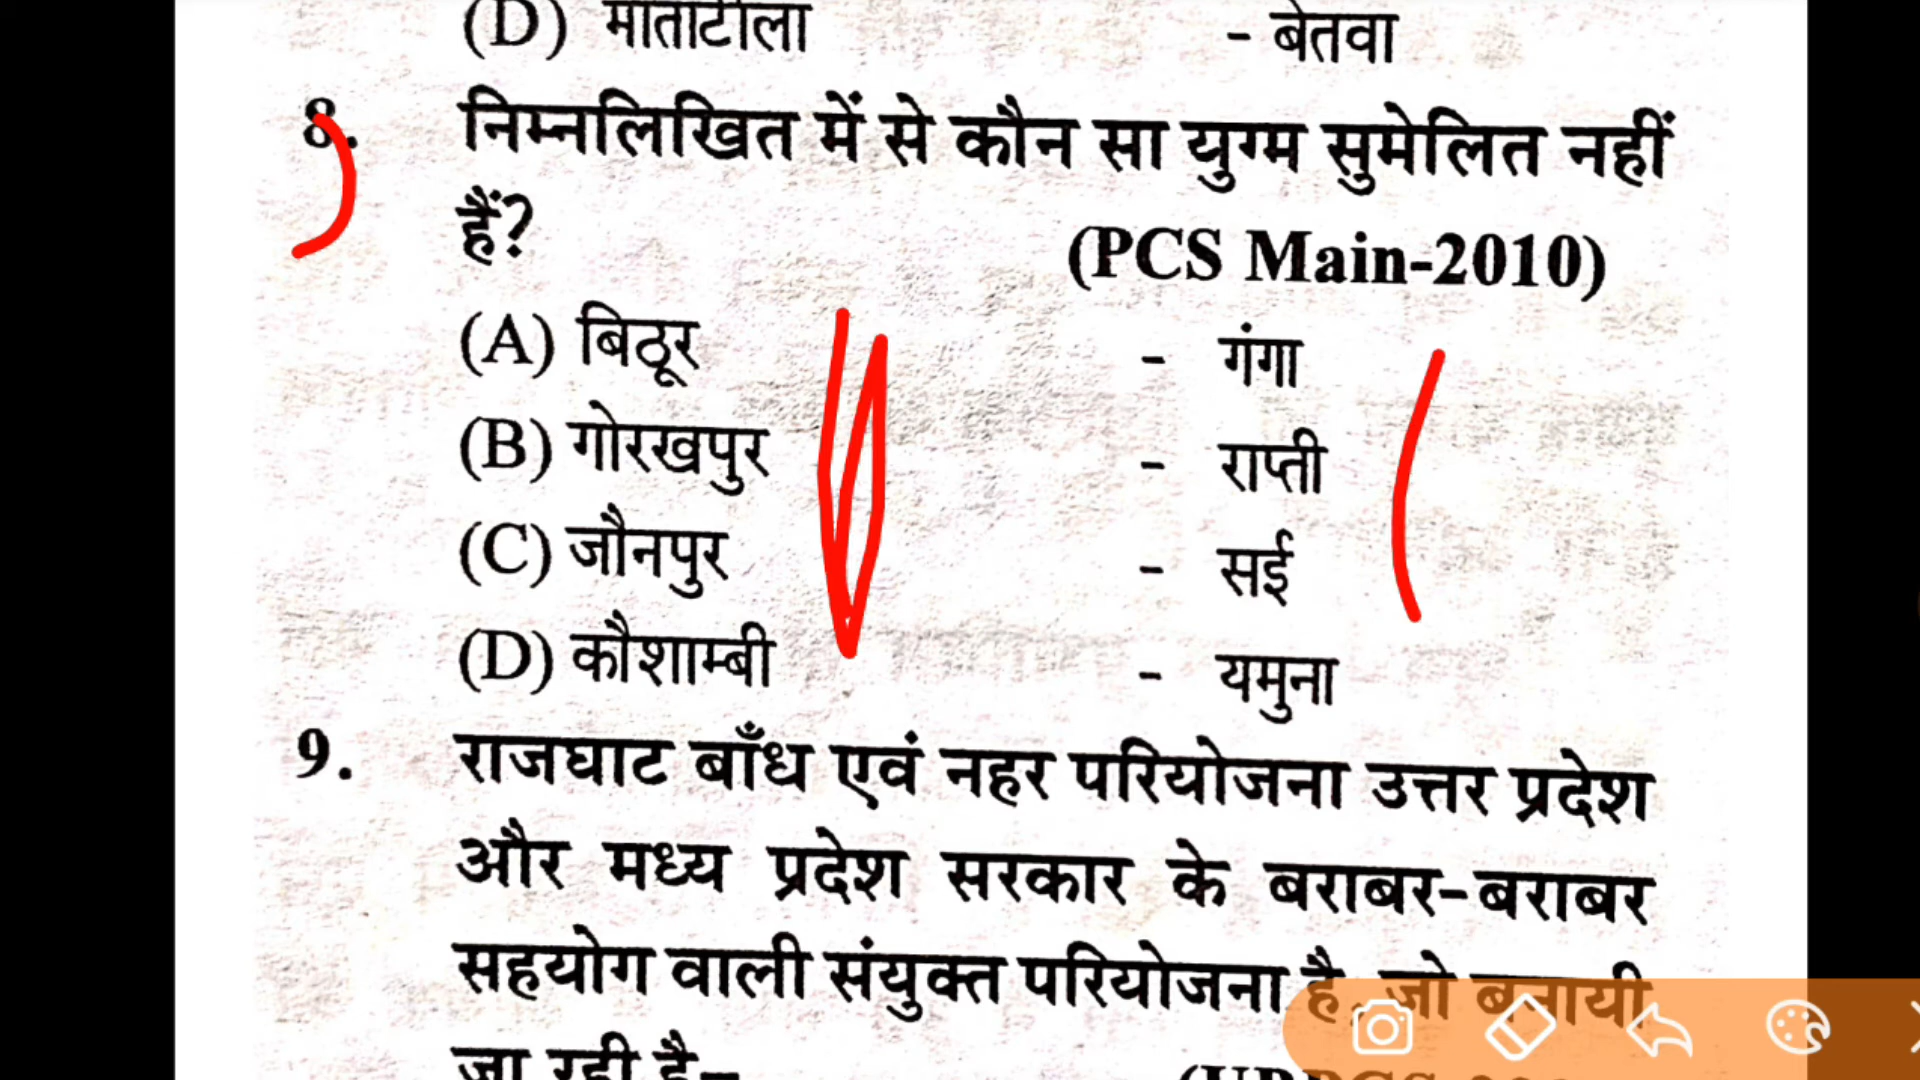 (D) माताटीला - बेतवा
8. निम्नलिखित में से कौन सा युग्म सुमेलित नहीं
हैं? (PCS Main-2010)
(A) बिठूर - गंगा
(B) गोरखपुर - राप्ती
(C) जौनपुर - सई
(D) कौशाम्बी - यमुना
9. राजघाट बाँध एवं नहर परियोजना उत्तर प्रदेश
और मध्य प्रदेश सरकार के बराबर-बराबर
सहयोग वाली संयुक्त परियोजना है, जो बनायी
जा रही है–